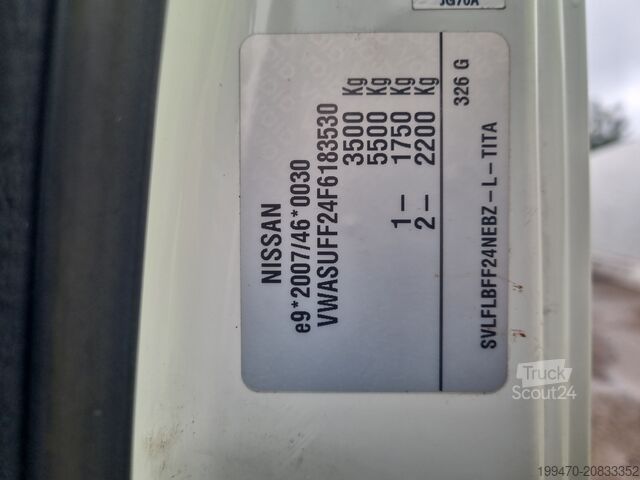 JG70A
NISSAN
e9*2007/46*0030
VWASUFF24F6183530
3500 Kg
5500 Kg
1– 1750 Kg
2– 2200 Kg
326 G
SVLFLBFF24NEBZ – L – TITA
Truck
Scout24
199470-20833352